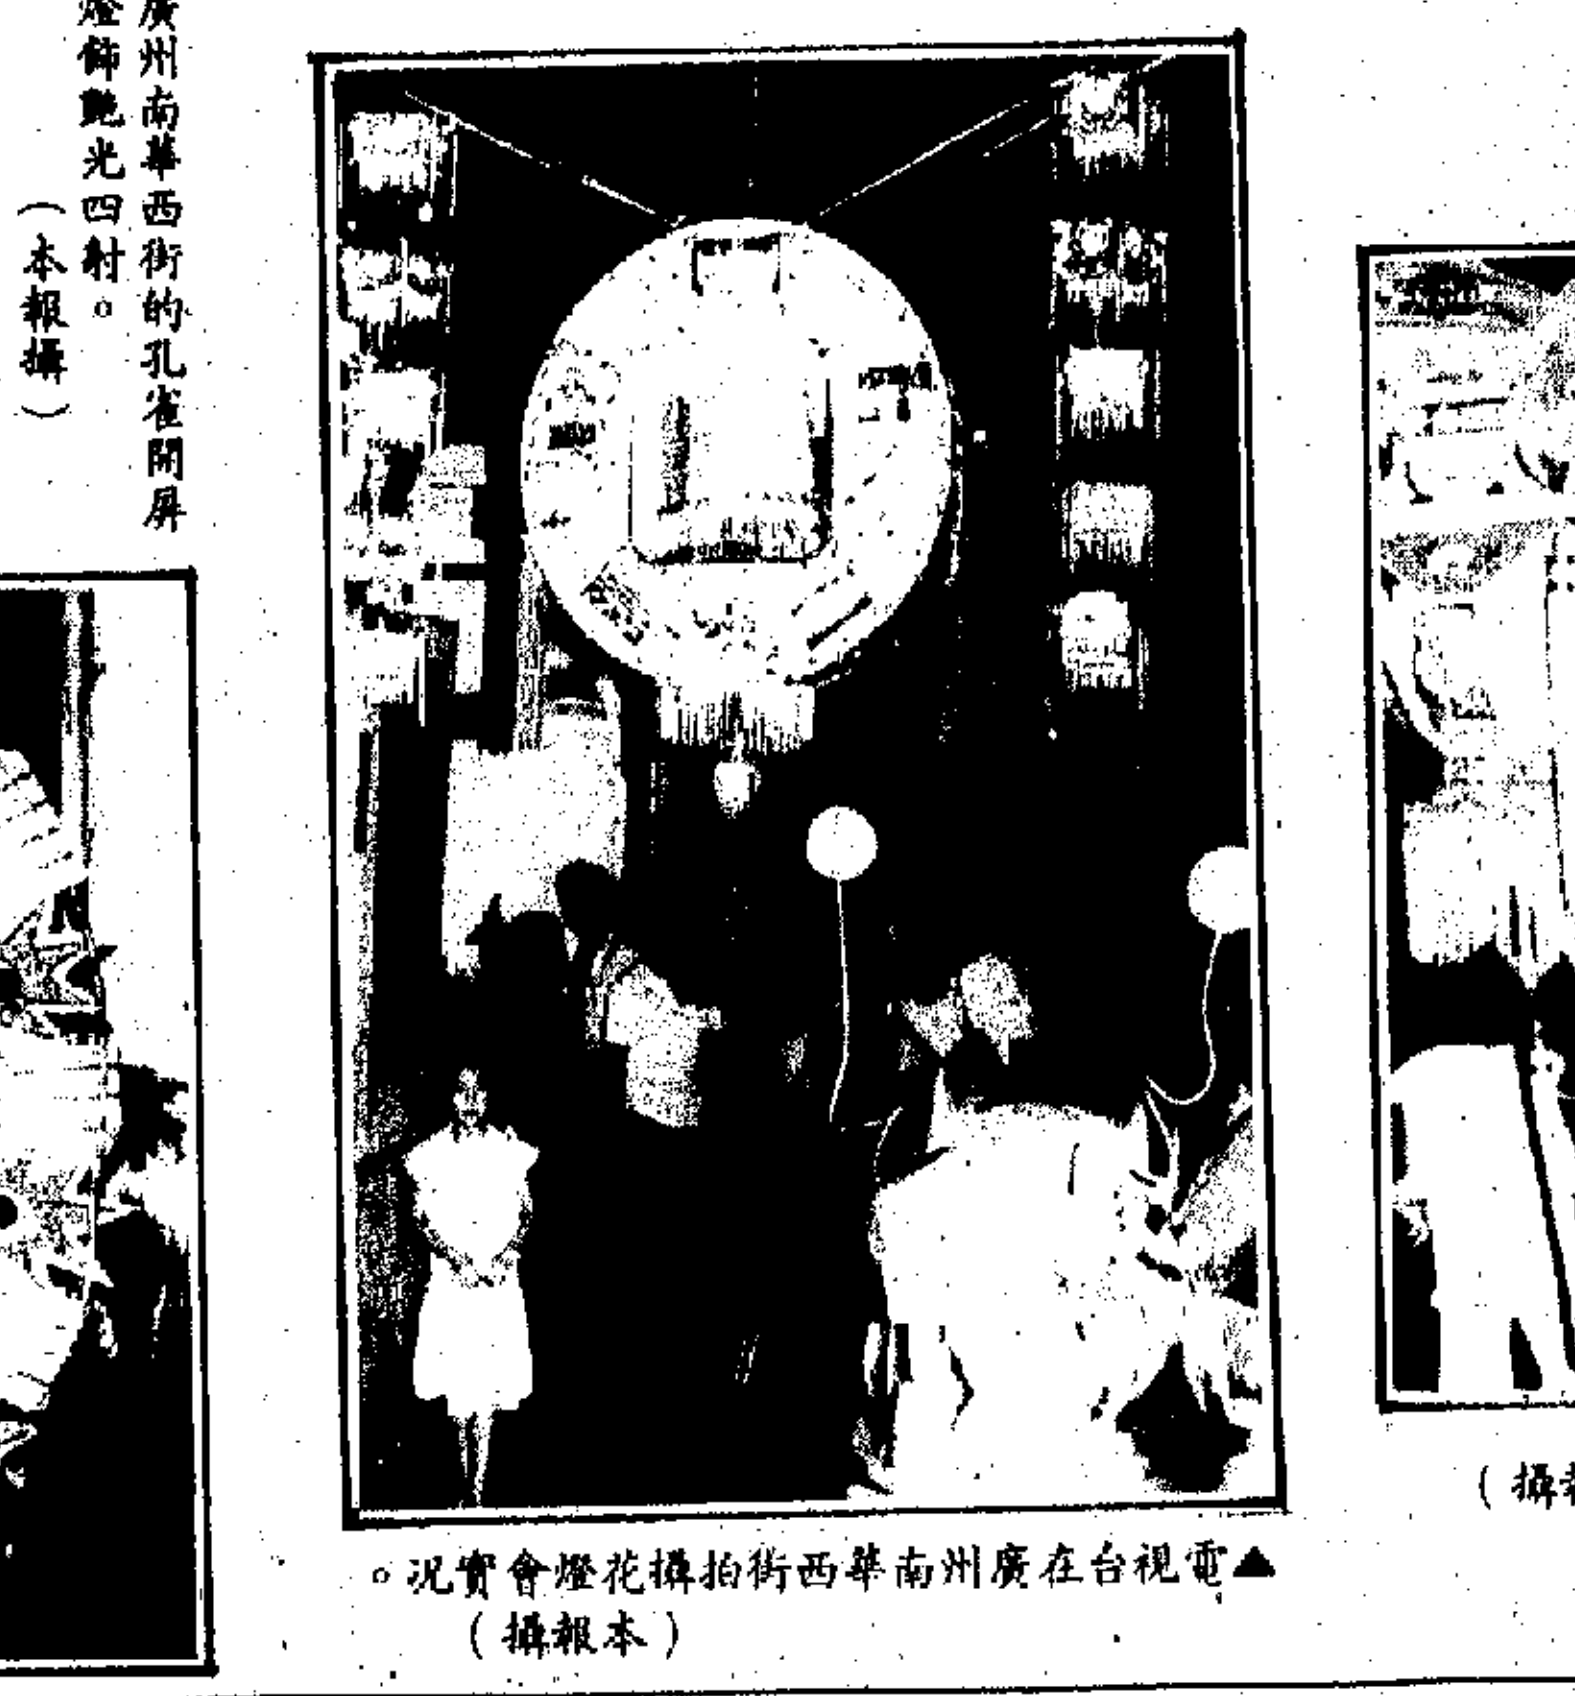 廣州南華西街的孔雀開屏
燈飾艷光四射。
（本報攝）
▲電視台在廣州南華西街拍攝花燈會實況。
（本報攝）
攝